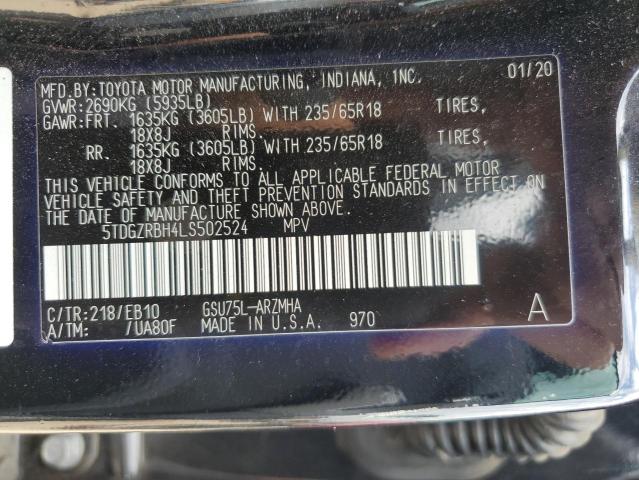 MFD.BY:TOYOTA MOTOR MANUFACTURING, INDIANA, INC. 01/20
GVWR:2690KG (5935LB)
GAWR:FRT. 1635KG (3605LB) WITH 235/65R18 TIRES,
18X8J RIMS.
RR. 1635KG (3605LB) WITH 235/65R18 TIRES,
18X8J RIMS.
THIS VEHICLE CONFORMS TO ALL APPLICABLE FEDERAL MOTOR
VEHICLE SAFETY AND THEFT PREVENTION STANDARDS IN EFFECT ON
THE DATE OF MANUFACTURE SHOWN ABOVE.
5TDGZRBH4LS502524 MPV
C/TR:218/EB10 GSU75L-ARZMHA
A/TM: /UA80F MADE IN U.S.A. 970 A